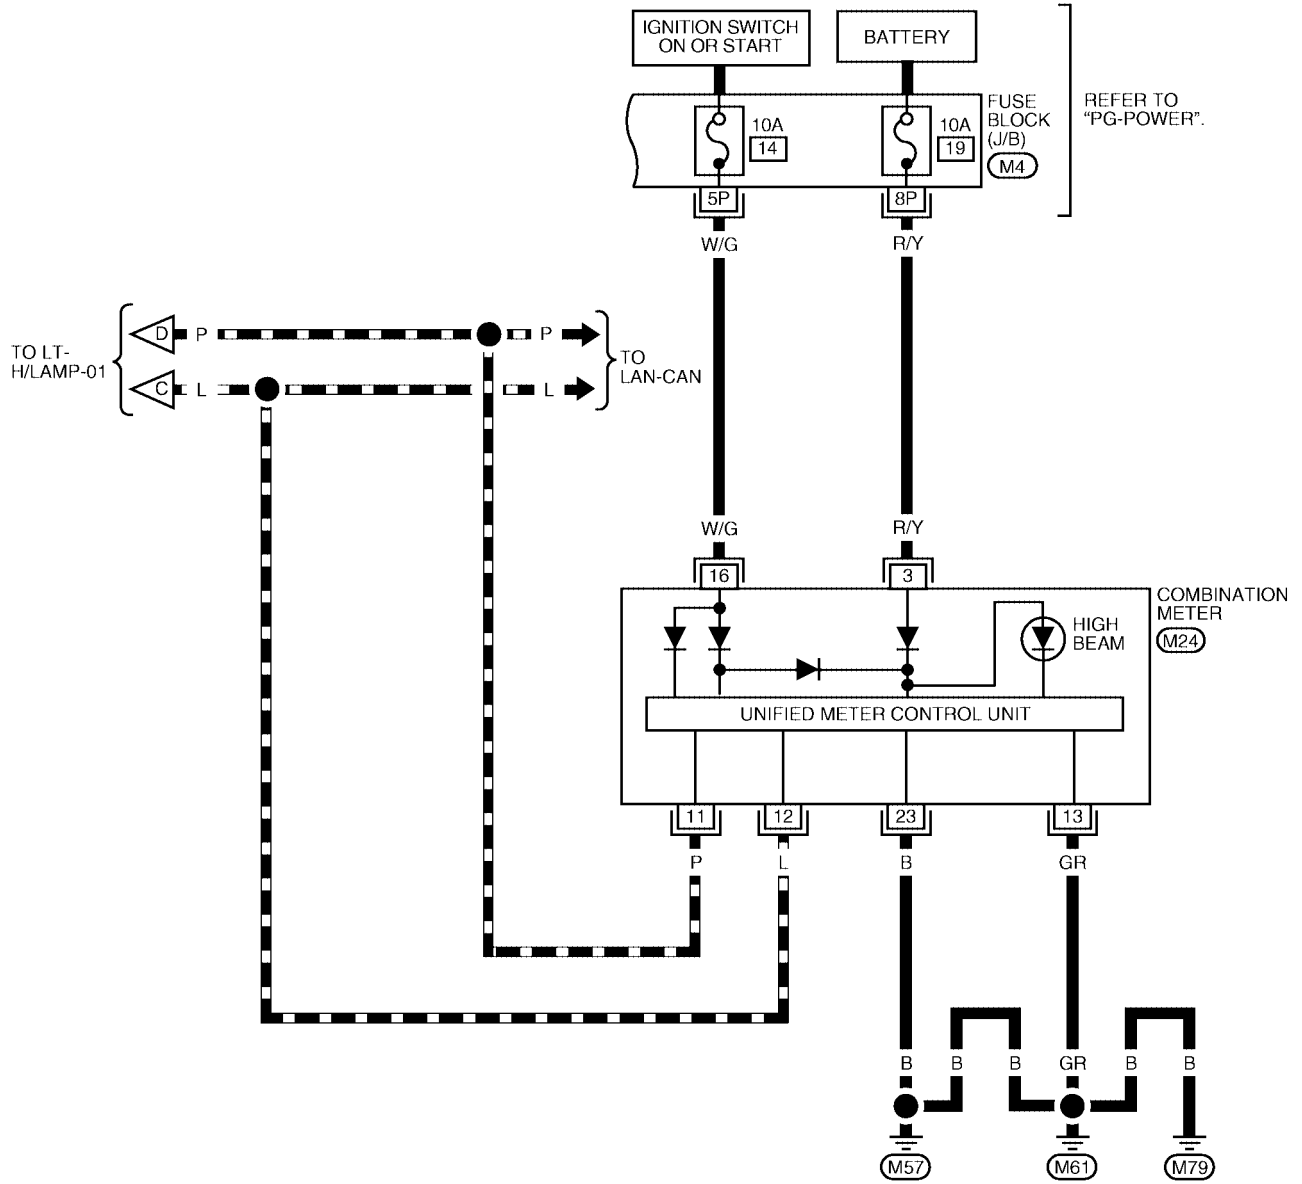 IGNITION SWITCH
ON OR START
BATTERY
10A
14
10A
19
FUSE
BLOCK
(J/B)
M4
REFER TO
“PG-POWER”.
5P
8P
W/G
R/Y
TO LT-
H/LAMP-01
D
P
P
C
L
L
TO
LAN-CAN
W/G
R/Y
16
3
COMBINATION
METER
M24
HIGH
BEAM
UNIFIED METER CONTROL UNIT
11
12
23
13
P
L
B
GR
B
B
B
GR
B
B
M57
M61
M79